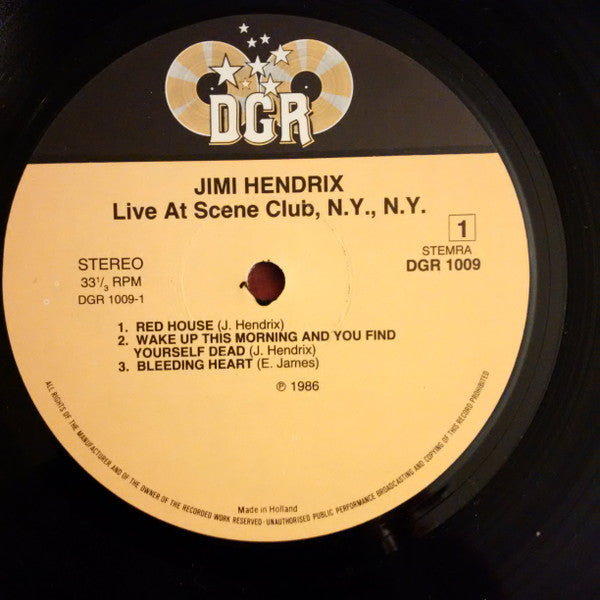 DGR
JIMI HENDRIX
Live At Scene Club, N.Y., N.Y.
1
STEREO
STEMRA
33⅓ RPM
DGR 1009
DGR 1009-1
1. RED HOUSE (J. Hendrix)
2. WAKE UP THIS MORNING AND YOU FIND
YOURSELF DEAD (J. Hendrix)
3. BLEEDING HEART (E. James)
℗ 1986
Made in Holland
ALL RIGHTS OF THE MANUFACTURER AND OF THE OWNER OF THE RECORDED WORK RESERVED · UNAUTHORISED PUBLIC PERFORMANCE BROADCASTING AND COPYING OF THIS RECORD PROHIBITED